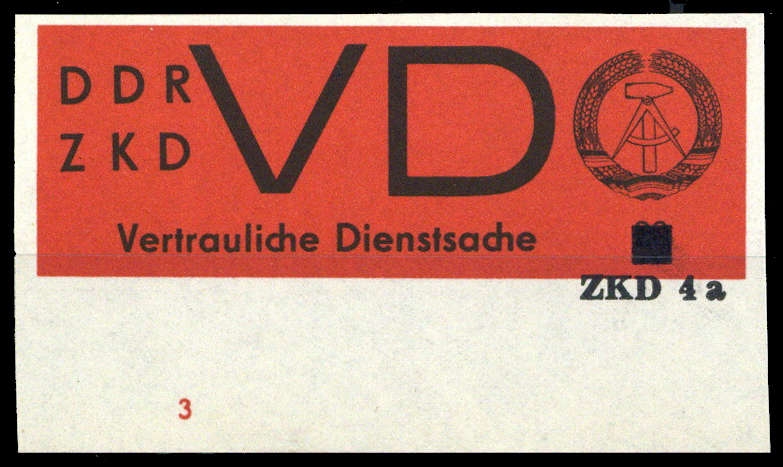 DDR
ZKD
VD
Vertrauliche Dienstsache
ZKD 4a
3